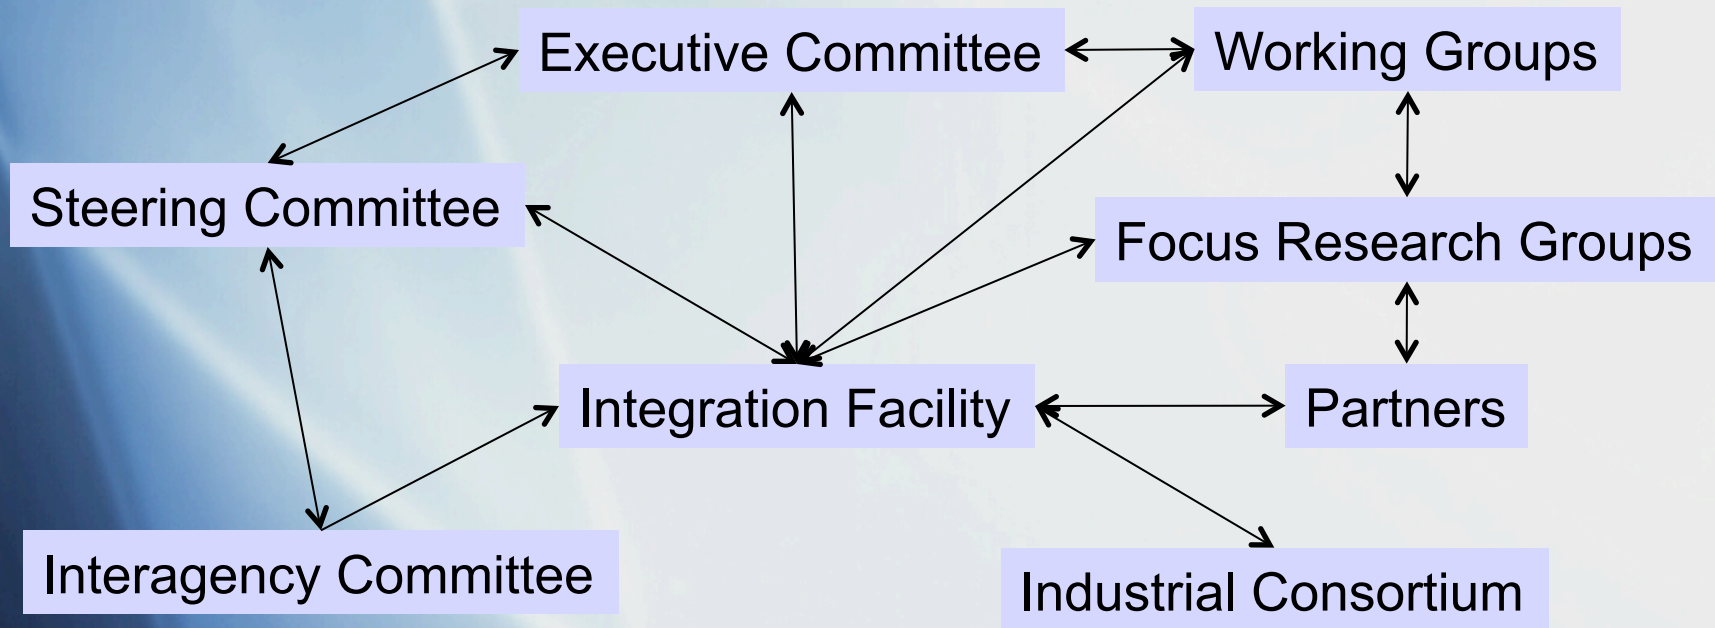 Executive Committee
Working Groups
Steering Committee
Focus Research Groups
Integration Facility
Partners
Interagency Committee
Industrial Consortium